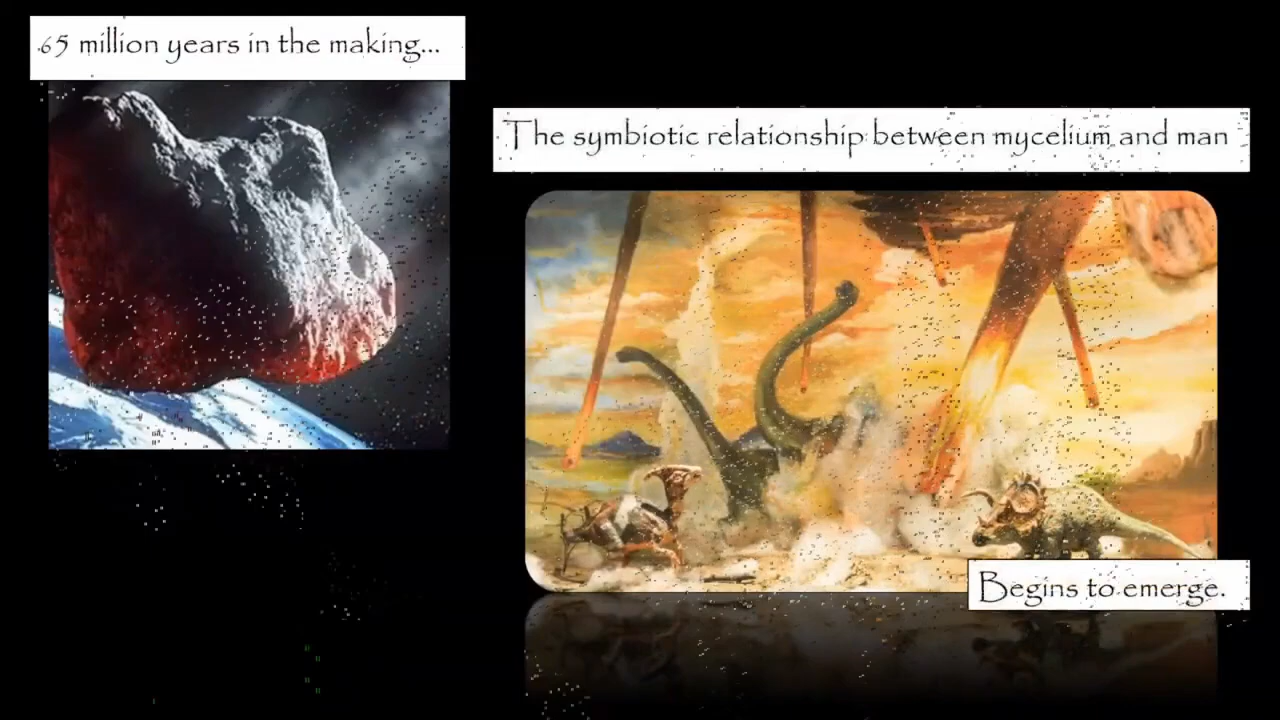 65 million years in the making...
The symbiotic relationship between mycelium and man
Begins to emerge.